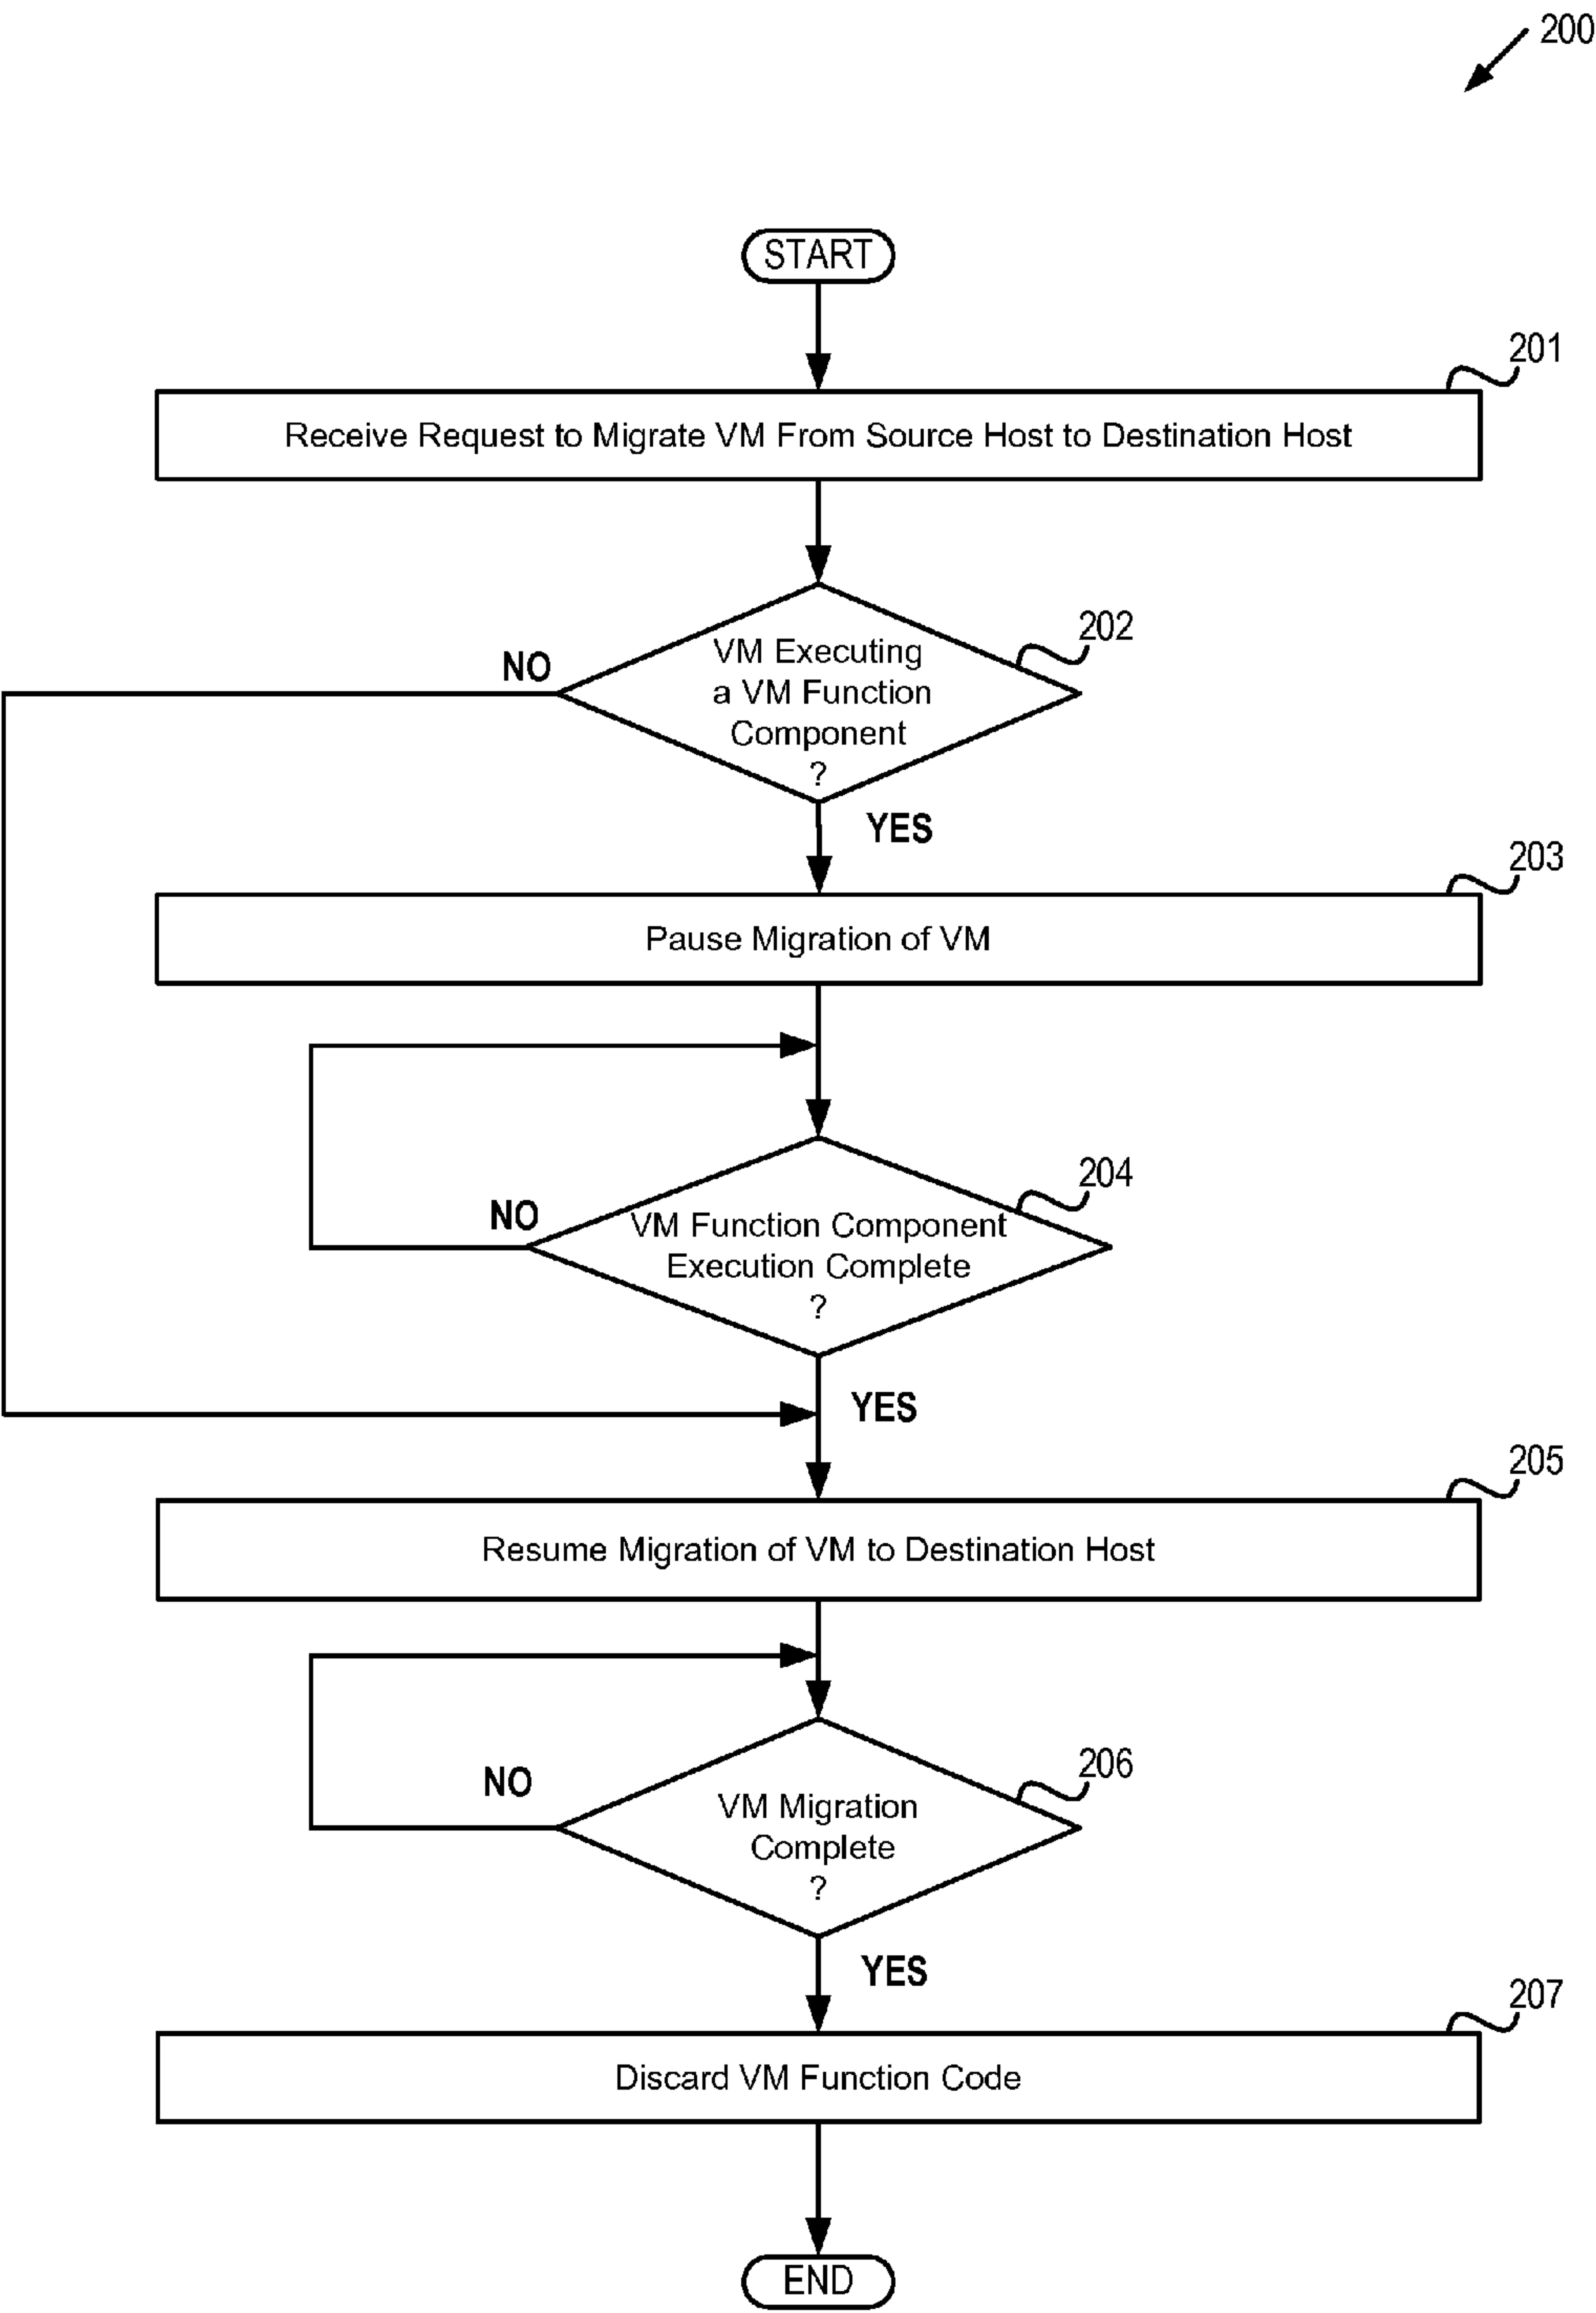 200
START
201
Receive Request to Migrate VM From Source Host to Destination Host
202
NO
VM Executing
a VM Function
Component
?
YES
203
Pause Migration of VM
204
NO
VM Function Component
Execution Complete
?
YES
205
Resume Migration of VM to Destination Host
206
NO
VM Migration
Complete
?
YES
207
Discard VM Function Code
END